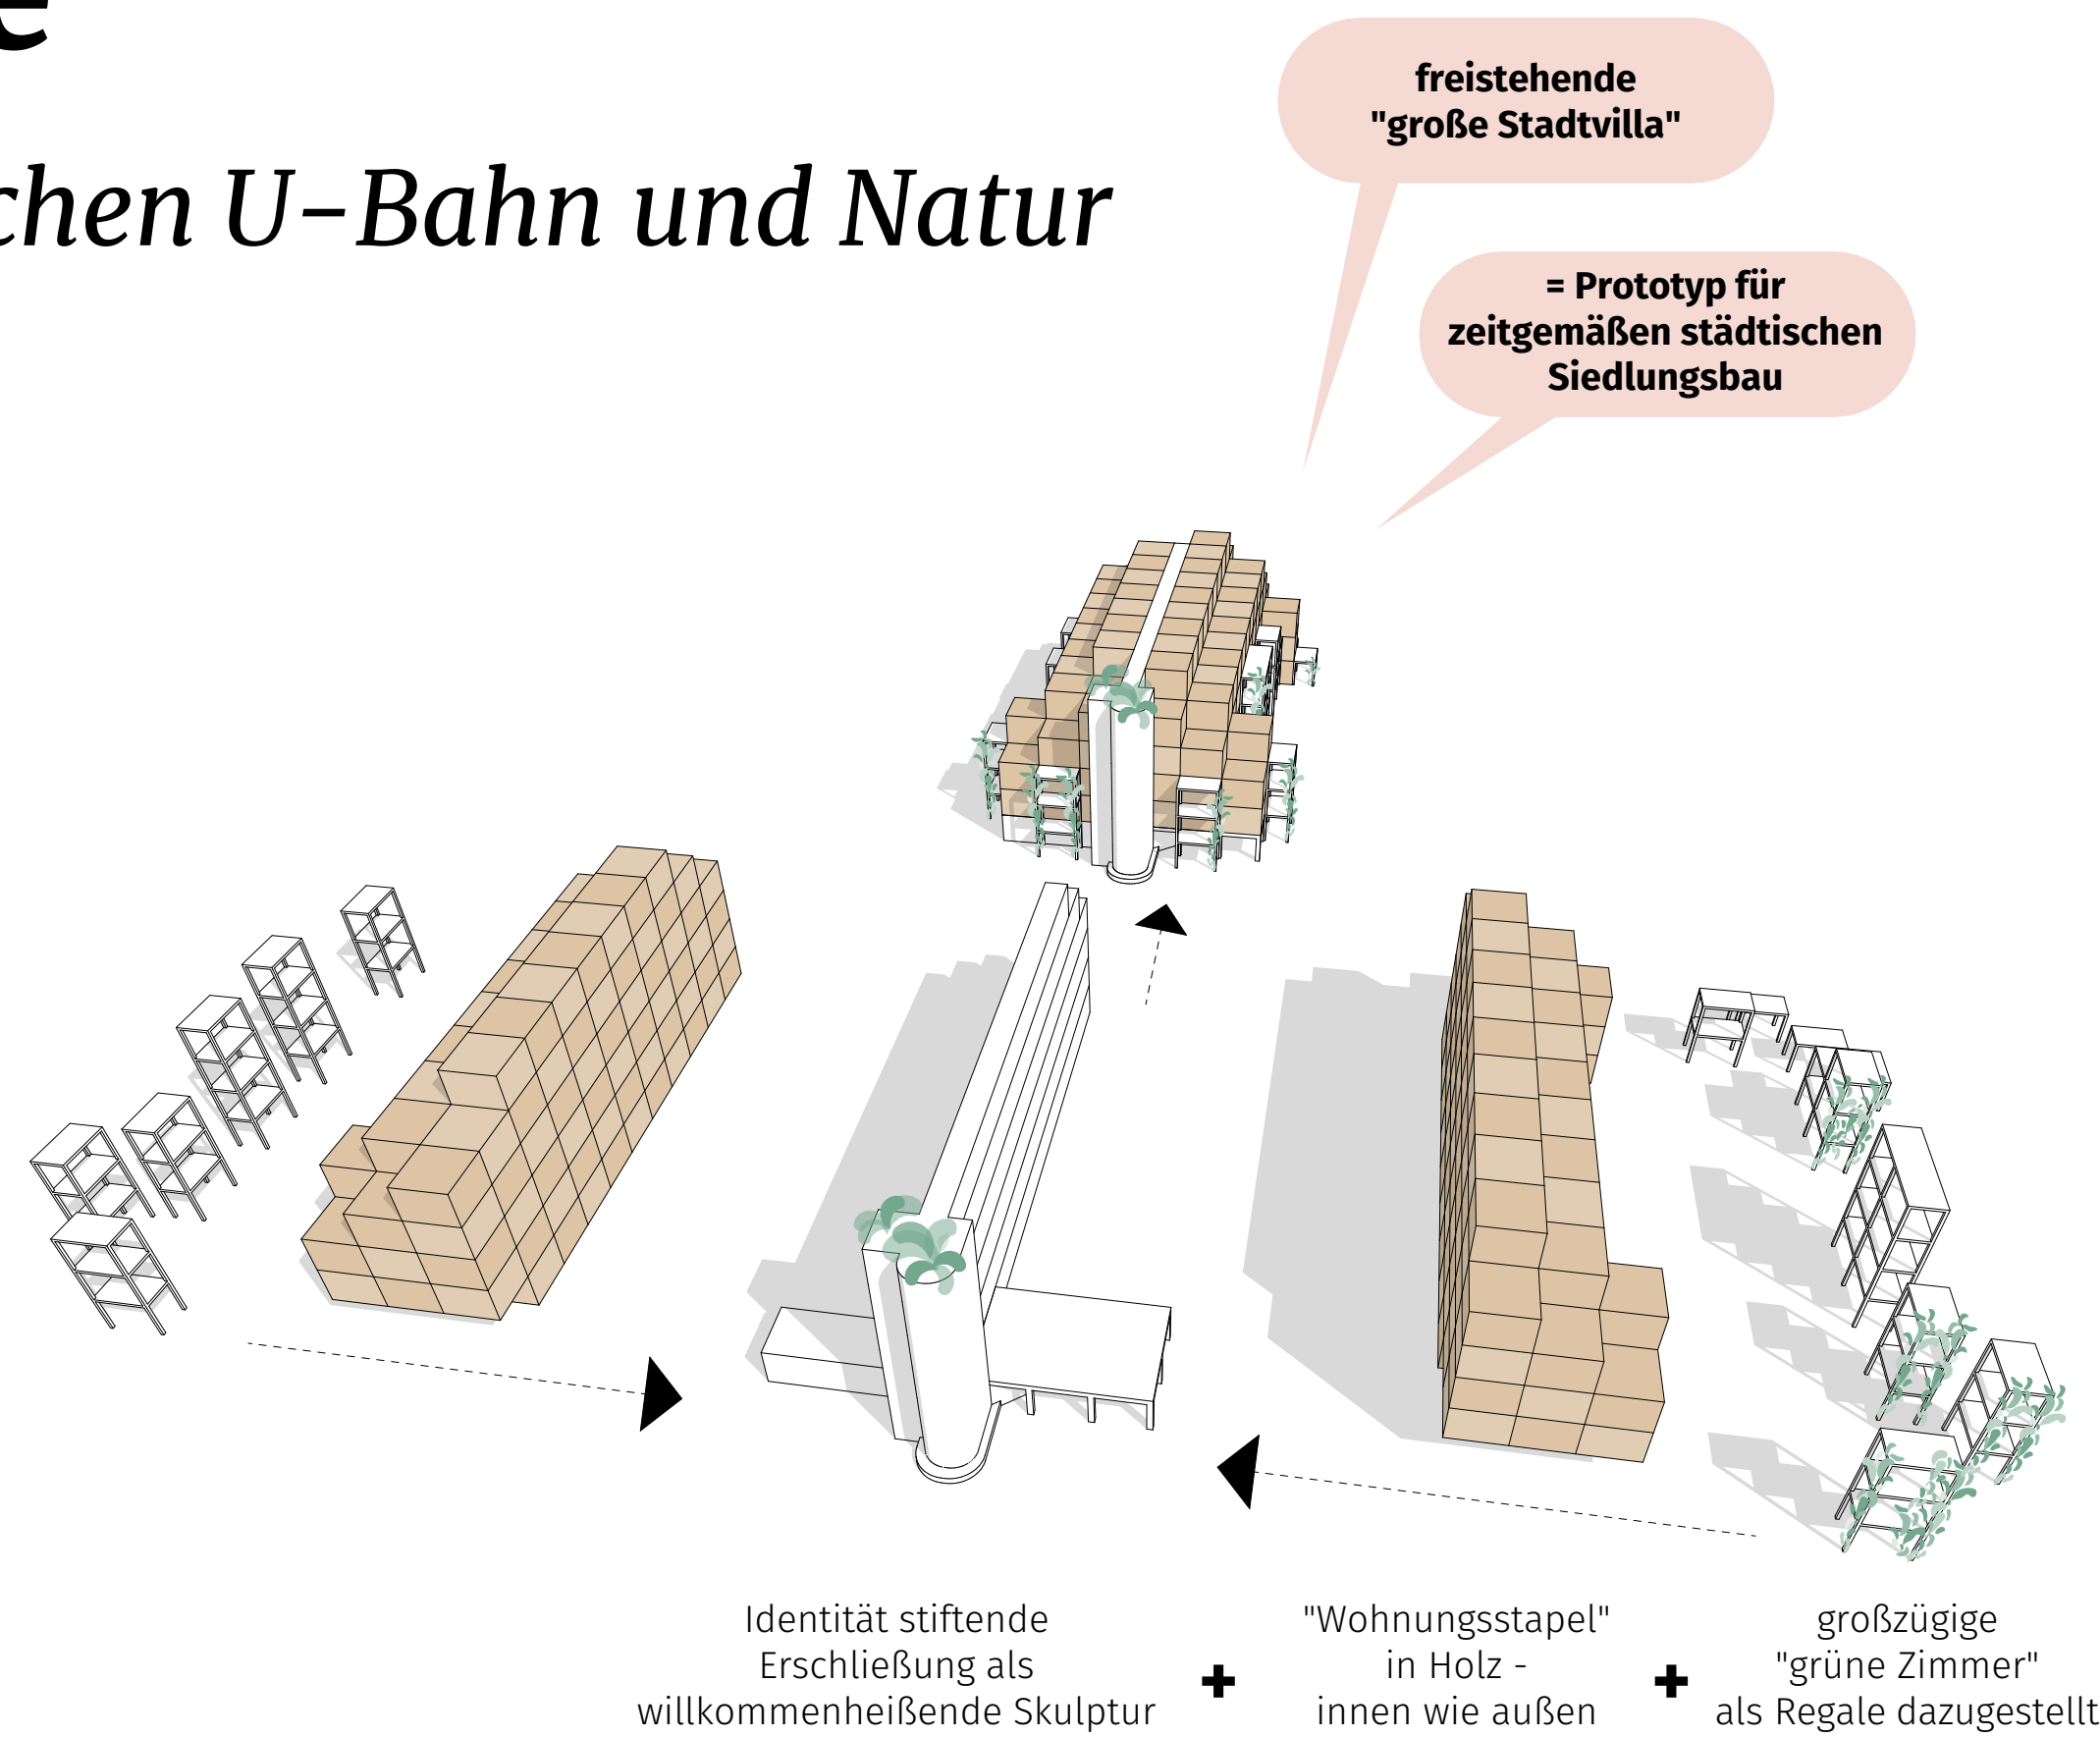 e
chen U-Bahn und Natur
freistehende
"große Stadtvilla"
= Prototyp für
zeitgemäßen städtischen
Siedlungsbau
Identität stiftende
Erschließung als
willkommenheißende Skulptur
+
"Wohnungsstapel"
in Holz -
innen wie außen
+
großzügige
"grüne Zimmer"
als Regale dazugestellt